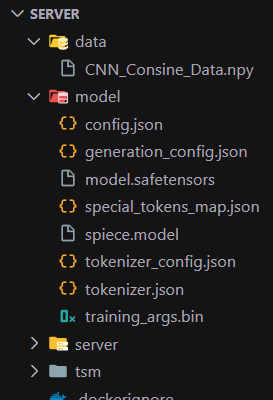 SERVER
data
CNN_Consine_Data.npy
model
config.json
generation_config.json
model.safetensors
special_tokens_map.json
spiece.model
tokenizer_config.json
tokenizer.json
training_args.bin
server
tsm
.dockerignore